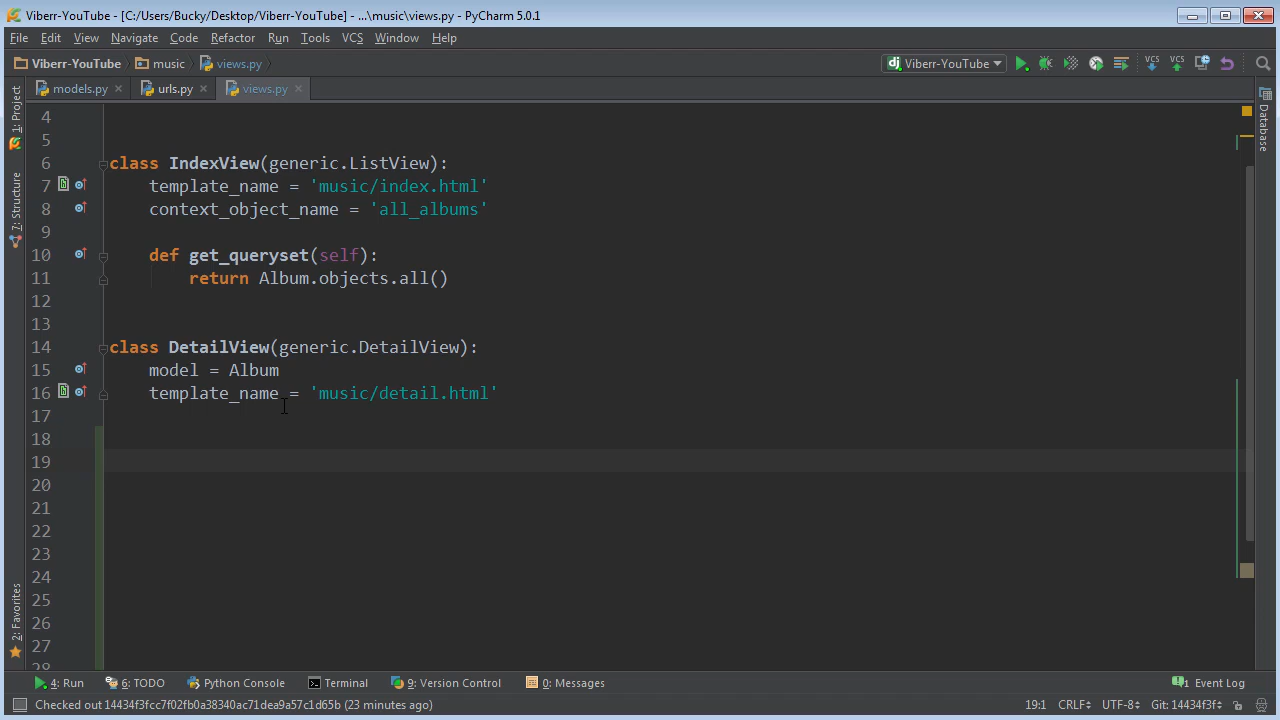 Viberr-YouTube - [C:/Users/Bucky/Desktop/Viberr-YouTube] - ...\music\views.py - PyCharm 5.0.1
File Edit View Navigate Code Refactor Run Tools VCS Window Help
Viberr-YouTube music views.py dj Viberr-YouTube VCS VCS
models.py urls.py views.py
1: Project
7: Structure
2: Favorites
Database
4
5
6 class IndexView(generic.ListView):
7 template_name = 'music/index.html'
8 context_object_name = 'all_albums'
9
10 def get_queryset(self):
11 return Album.objects.all()
12
13
14 class DetailView(generic.DetailView):
15 model = Album
16 template_name = 'music/detail.html'
17
18
19
20
21
22
23
24
25
26
27
28
4: Run 6: TODO Python Console Terminal 9: Version Control 0: Messages 1 Event Log
Checked out 14434f3fcc7f02fb0a38340ac71dea9a57c1d65b (23 minutes ago) 19:1 CRLF UTF-8 Git: 14434f3f